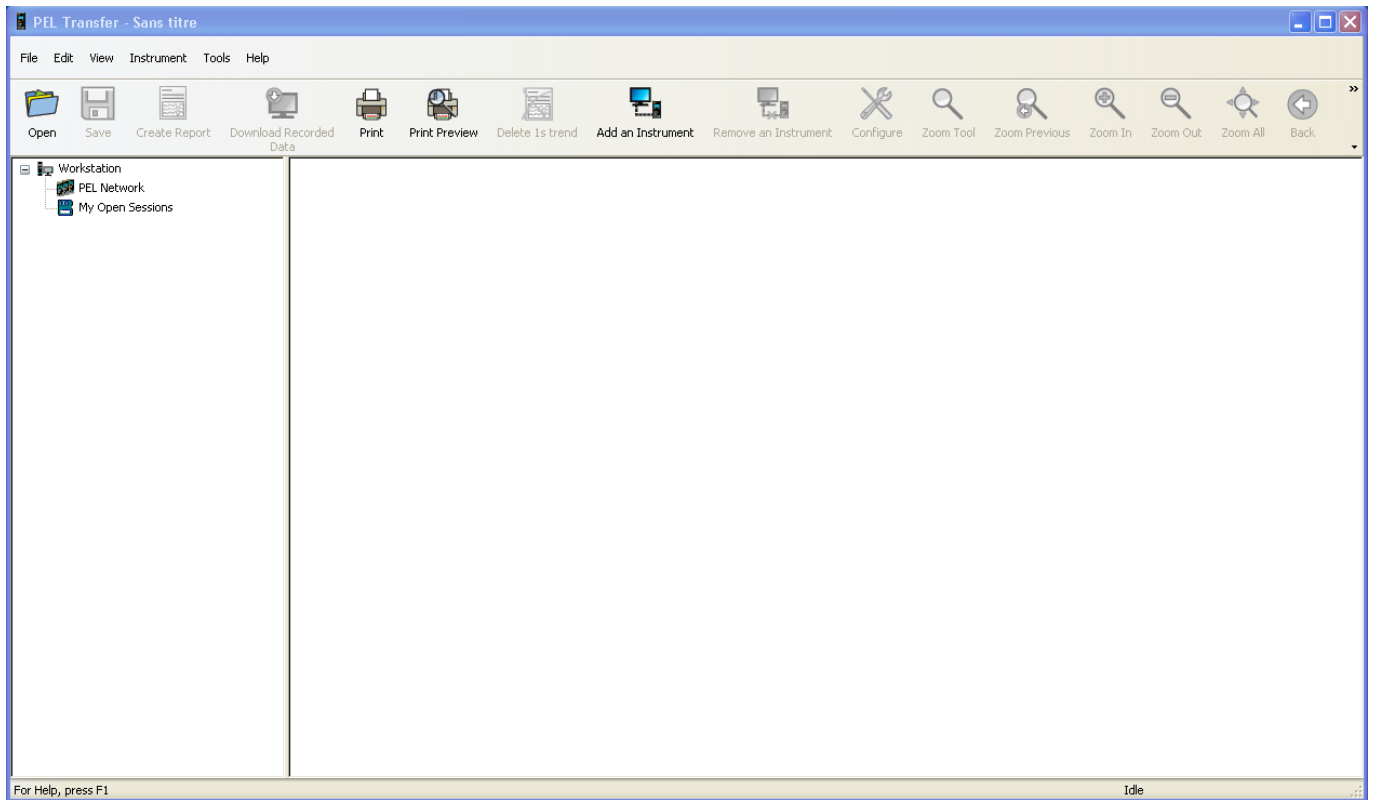 PEL Transfer - Sans titre
File Edit View Instrument Tools Help
Open Save Create Report Download Recorded Data Print Print Preview Delete 1s trend Add an Instrument Remove an Instrument Configure Zoom Tool Zoom Previous Zoom In Zoom Out Zoom All Back
Workstation
PEL Network
My Open Sessions
For Help, press F1 Idle